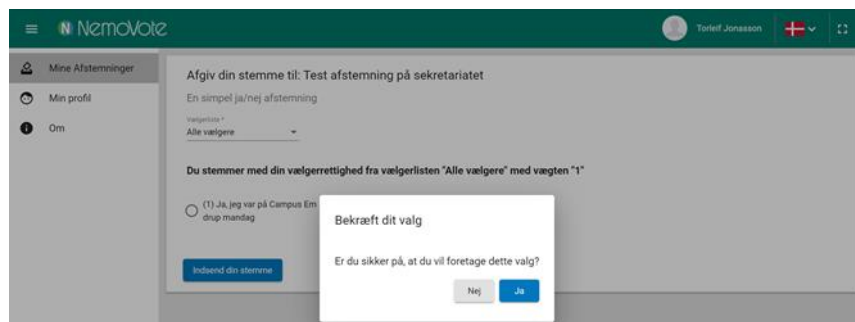 NemoVote
Torleif Jonasson
Mine Afstemninger
Min profil
Om
Afgiv din stemme til: Test afstemning på sekretariatet
En simpel ja/nej afstemning
Vælgerliste *
Alle vælgere
Du stemmer med din vælgerrettighed fra vælgerlisten "Alle vælgere" med vægten "1"
(1) Ja, jeg var på Campus Em
drup mandag
Indsend din stemme
Bekræft dit valg
Er du sikker på, at du vil foretage dette valg?
Nej
Ja